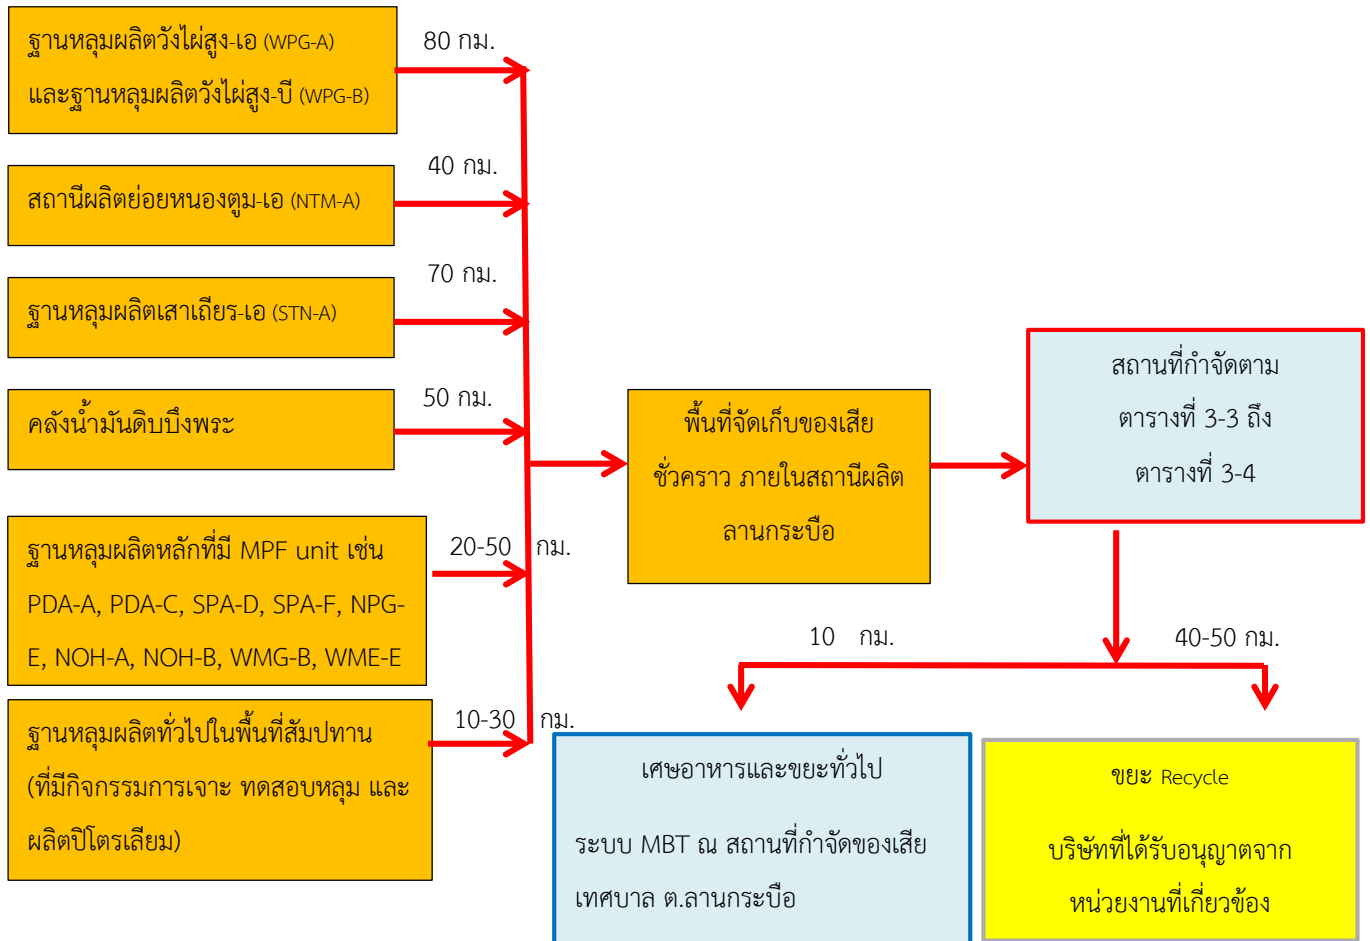 ฐานหลุมผลิตวังไผ่สูง-เอ (WPG-A)
และฐานหลุมผลิตวังไผ่สูง-บี (WPG-B)
80 กม.
สถานีผลิตย่อยหนองตูม-เอ (NTM-A)
40 กม.
ฐานหลุมผลิตเสาเถียร-เอ (STN-A)
70 กม.
คลังน้ำมันดิบบึงพระ
50 กม.
ฐานหลุมผลิตหลักที่มี MPF unit เช่น
PDA-A, PDA-C, SPA-D, SPA-F, NPG-
E, NOH-A, NOH-B, WMG-B, WME-E
20-50 กม.
ฐานหลุมผลิตทั่วไปในพื้นที่สัมปทาน
(ที่มีกิจกรรมการเจาะ ทดสอบหลุม และ
ผลิตปิโตรเลียม)
10-30 กม.
พื้นที่จัดเก็บของเสีย
ชั่วคราว ภายในสถานีผลิต
ลานกระบือ
สถานที่กำจัดตาม
ตารางที่ 3-3 ถึง
ตารางที่ 3-4
10 กม.
40-50 กม.
เศษอาหารและขยะทั่วไป
ระบบ MBT ณ สถานที่กำจัดของเสีย
เทศบาล ต.ลานกระบือ
ขยะ Recycle
บริษัทที่ได้รับอนุญาตจาก
หน่วยงานที่เกี่ยวข้อง